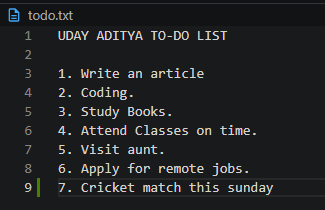 todo.txt
1 UDAY ADITYA TO-DO LIST
2
3 1. Write an article
4 2. Coding.
5 3. Study Books.
6 4. Attend Classes on time.
7 5. Visit aunt.
8 6. Apply for remote jobs.
9 7. Cricket match this sunday